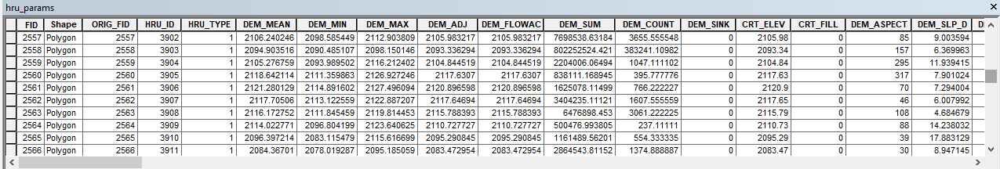 hru_params
FID Shape ORIG_FID HRU_ID HRU_TYPE DEM_MEAN DEM_MIN DEM_MAX DEM_ADJ DEM_FLOWAC DEM_SUM DEM_COUNT DEM_SINK CRT_ELEV CRT_FILL DEM_ASPECT DEM_SLP_D
2557 Polygon 2557 3902 1 2106.240246 2098.585449 2112.903809 2105.983217 2105.983217 7698538.63184 3655.555548 0 2105.98 0 85 9.003594
2558 Polygon 2558 3903 1 2094.903516 2090.485107 2098.150146 2093.336294 2093.336294 802252524.421 383241.10982 0 2093.34 0 157 6.369963
2559 Polygon 2559 3904 1 2105.276759 2093.989502 2116.212402 2104.844519 2104.844519 2204006.06494 1047.111102 0 2104.84 0 295 11.939415
2560 Polygon 2560 3905 1 2118.642114 2111.359863 2126.927246 2117.6307 2117.6307 838111.168945 395.777776 0 2117.63 0 317 7.901024
2561 Polygon 2561 3906 1 2121.280129 2114.891602 2127.496094 2120.896598 2120.896598 1625078.11499 766.222227 0 2120.9 0 70 7.294004
2562 Polygon 2562 3907 1 2117.70506 2113.122559 2122.887207 2117.64694 2117.64694 3404235.11121 1607.555559 0 2117.65 0 46 6.007992
2563 Polygon 2563 3908 1 2116.172752 2111.845459 2119.814453 2115.788393 2115.788393 6476898.453 3061.222225 0 2115.79 0 108 4.684679
2564 Polygon 2564 3909 1 2114.022771 2096.804199 2123.640625 2110.727727 2110.727727 500476.993805 237.11111 0 2110.73 0 88 14.238032
2565 Polygon 2565 3910 1 2096.397214 2083.115479 2115.616699 2095.290845 2095.290845 1161489.56201 554.333335 0 2095.29 0 39 17.883129
2566 Polygon 2566 3911 1 2084.36701 2078.019287 2095.185059 2083.472954 2083.472954 2864543.81152 1374.888887 0 2083.47 0 30 8.947145